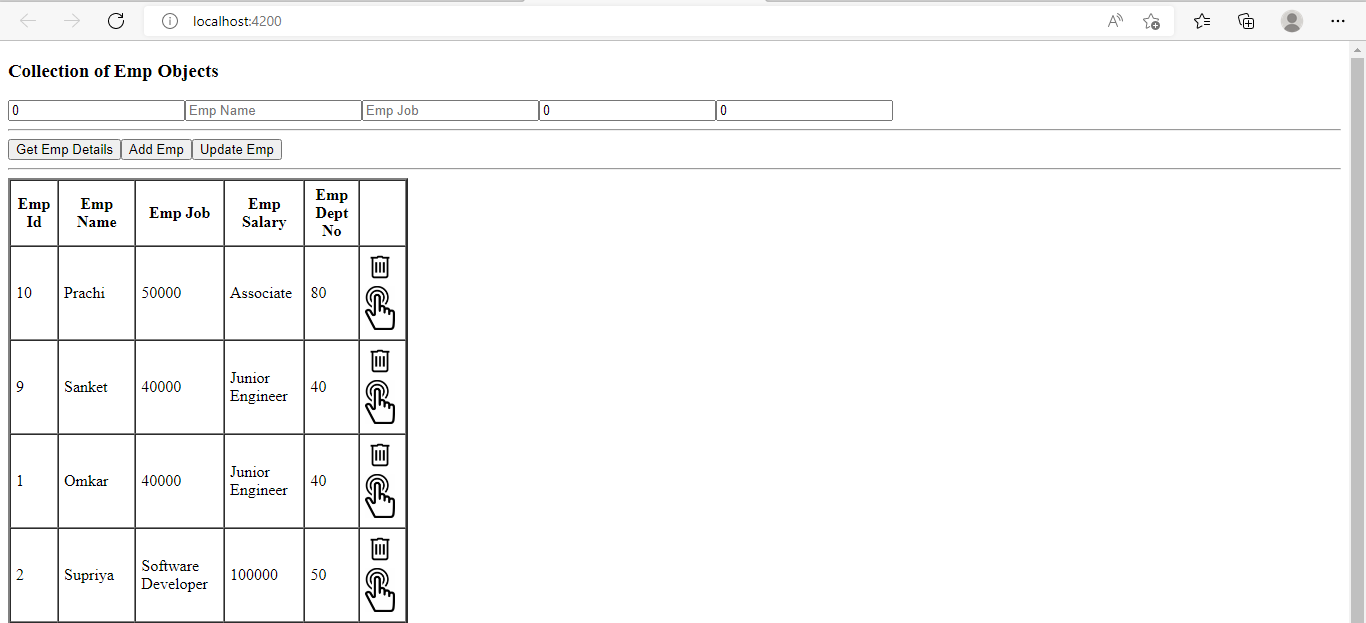 localhost:4200
Collection of Emp Objects
0 Emp Name Emp Job 0 0
Get Emp Details Add Emp Update Emp
Emp Id Emp Name Emp Job Emp Salary Emp Dept No
10 Prachi 50000 Associate 80
9 Sanket 40000 Junior Engineer 40
1 Omkar 40000 Junior Engineer 40
2 Supriya Software Developer 100000 50